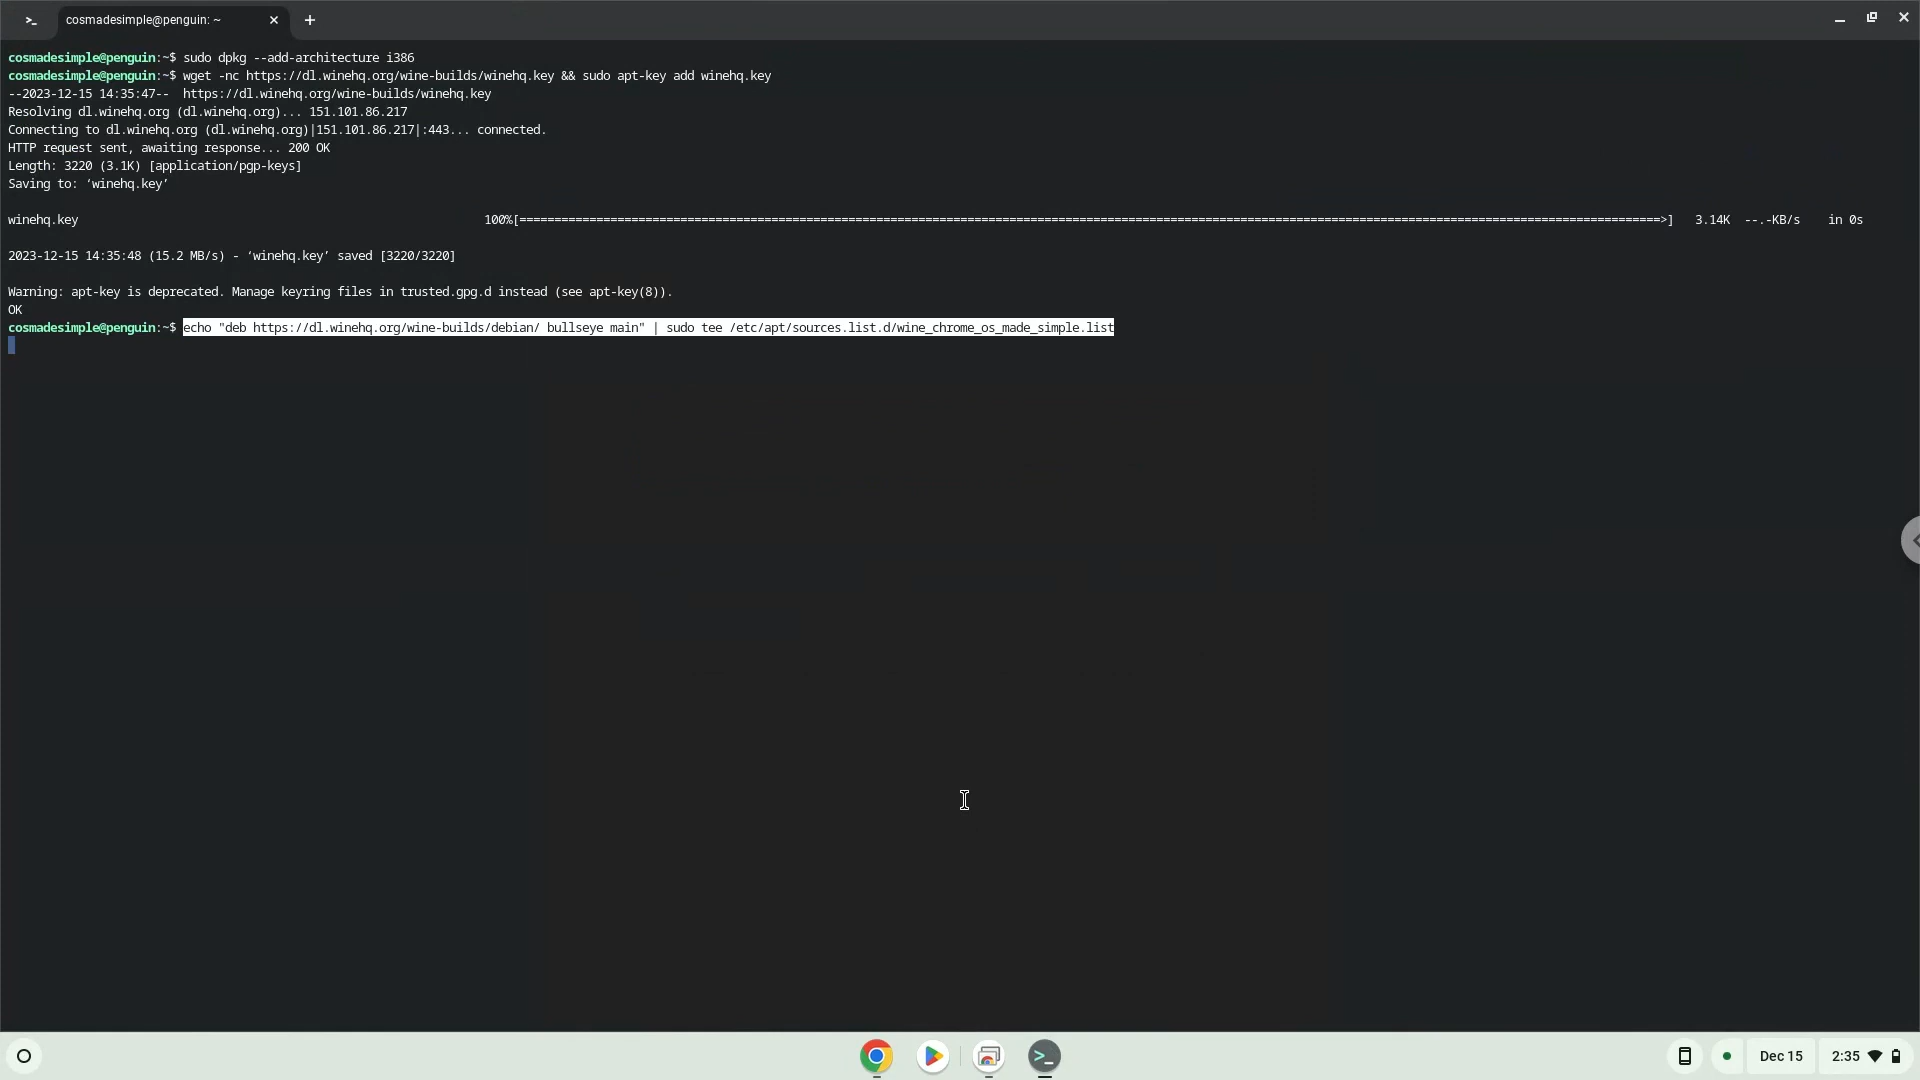 >_ cosmadesimple@penguin: ~
cosmadesimple@penguin:~$ sudo dpkg --add-architecture i386
cosmadesimple@penguin:~$ wget -nc https://dl.winehq.org/wine-builds/winehq.key && sudo apt-key add winehq.key
--2023-12-15 14:35:47--  https://dl.winehq.org/wine-builds/winehq.key
Resolving dl.winehq.org (dl.winehq.org)... 151.101.86.217
Connecting to dl.winehq.org (dl.winehq.org)|151.101.86.217|:443... connected.
HTTP request sent, awaiting response... 200 OK
Length: 3220 (3.1K) [application/pgp-keys]
Saving to: ‘winehq.key’
winehq.key 100%[===================>] 3.14K --.-KB/s in 0s
2023-12-15 14:35:48 (15.2 MB/s) - ‘winehq.key’ saved [3220/3220]
Warning: apt-key is deprecated. Manage keyring files in trusted.gpg.d instead (see apt-key(8)).
OK
cosmadesimple@penguin:~$ echo "deb https://dl.winehq.org/wine-builds/debian/ bullseye main" | sudo tee /etc/apt/sources.list.d/wine_chrome_os_made_simple.list
Dec 15 2:35